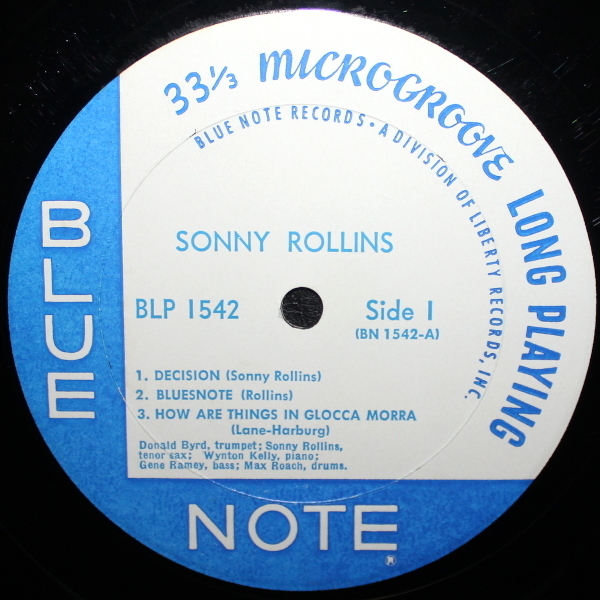 33 1/3 MICROGROOVE LONG PLAYING
BLUE NOTE RECORDS • A DIVISION OF LIBERTY RECORDS, INC.
SONNY ROLLINS
BLP 1542 Side 1
(BN 1542-A)
1. DECISION (Sonny Rollins)
2. BLUESNOTE (Rollins)
3. HOW ARE THINGS IN GLOCCA MORRA
(Lane-Harburg)
Donald Byrd, trumpet; Sonny Rollins,
tenor sax; Wynton Kelly, piano;
Gene Ramey, bass; Max Roach, drums.
BLUE
NOTE ®